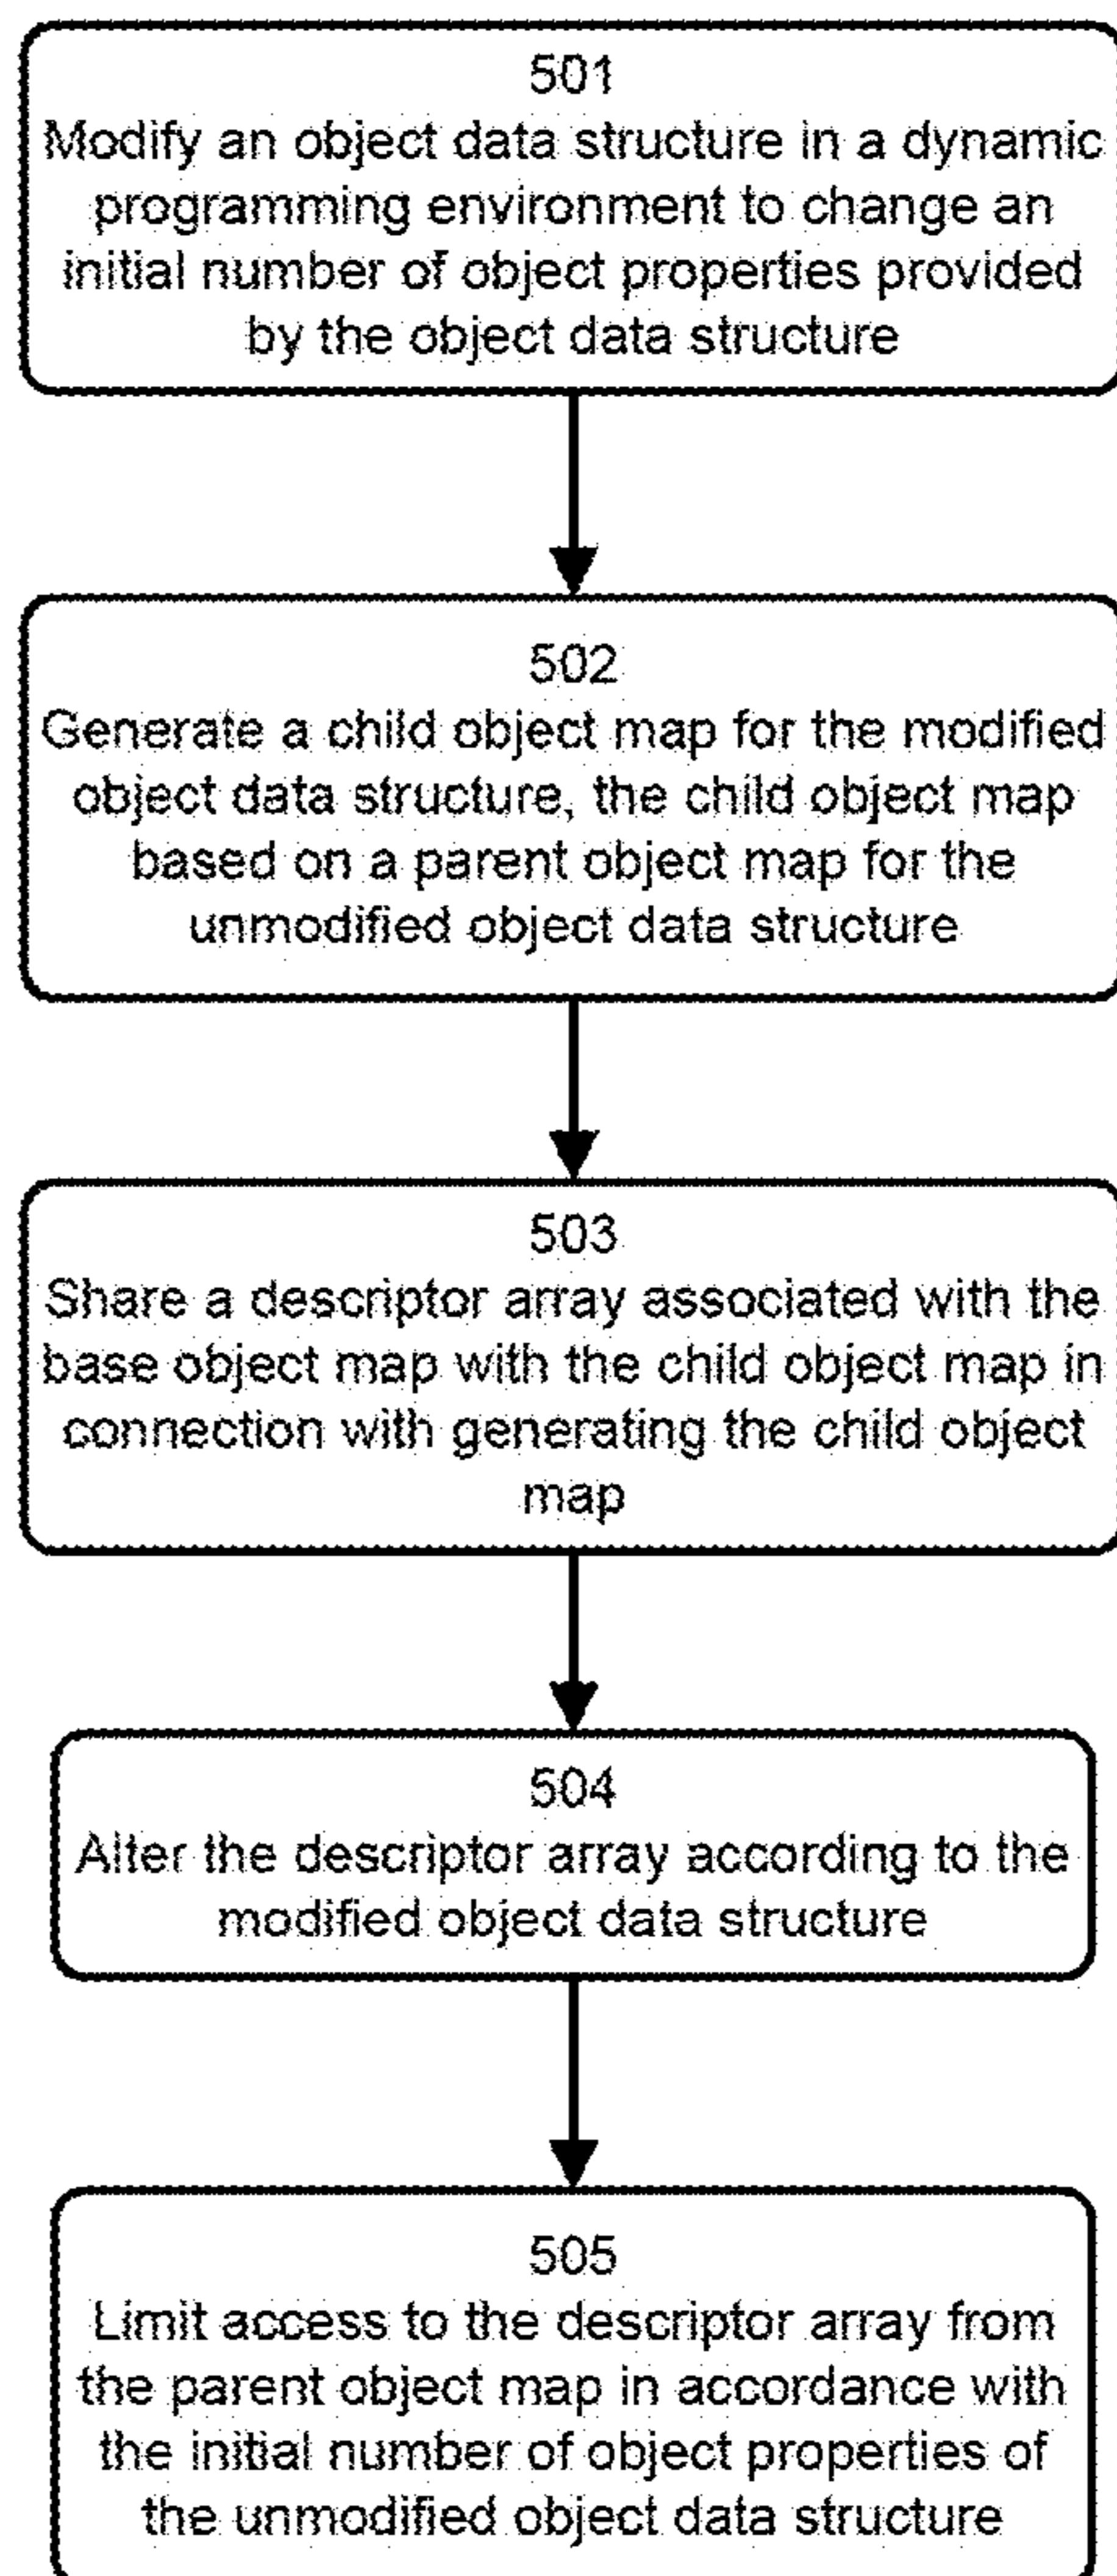 501
Modify an object data structure in a dynamic
programming environment to change an
initial number of object properties provided
by the object data structure
502
Generate a child object map for the modified
object data structure, the child object map
based on a parent object map for the
unmodified object data structure
503
Share a descriptor array associated with the
base object map with the child object map in
connection with generating the child object
map
504
Alter the descriptor array according to the
modified object data structure
505
Limit access to the descriptor array from
the parent object map in accordance with
the initial number of object properties of
the unmodified object data structure